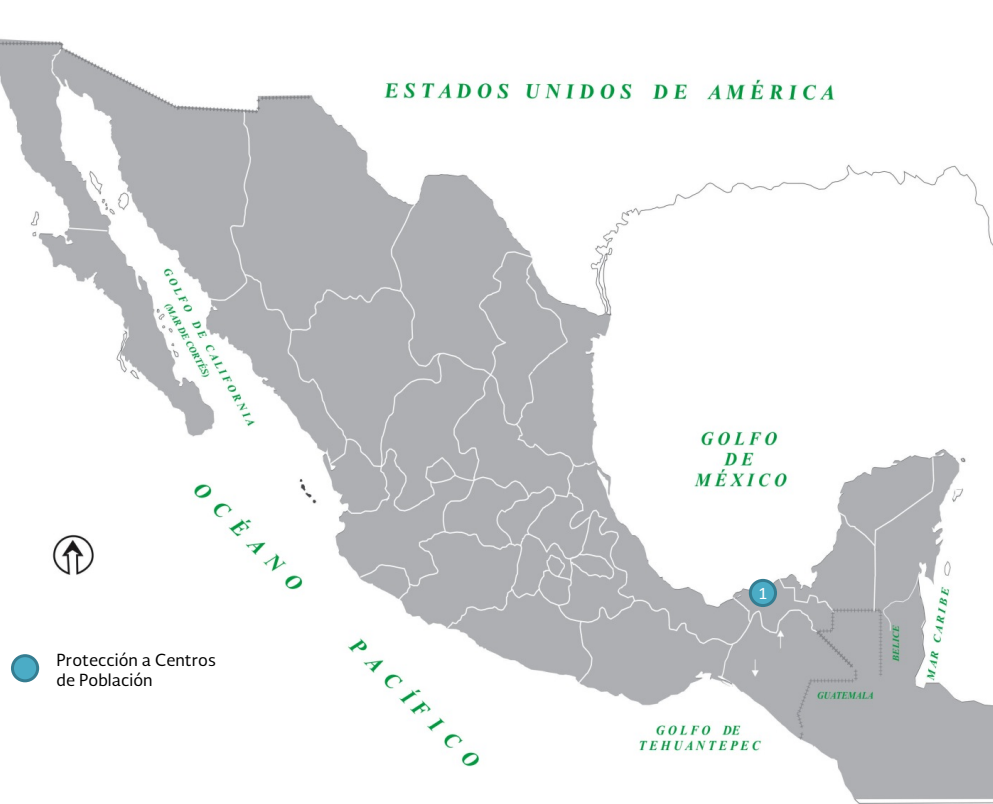 ESTADOS UNIDOS DE AMÉRICA
GOLFO DE CALIFORNIA
(MAR DE CORTÉS)
GOLFO
DE
MÉXICO
OCÉANO
PACÍFICO
1
MAR CARIBE
BELICE
GUATEMALA
Protección a Centros
de Población
GOLFO DE
TEHUANTEPEC